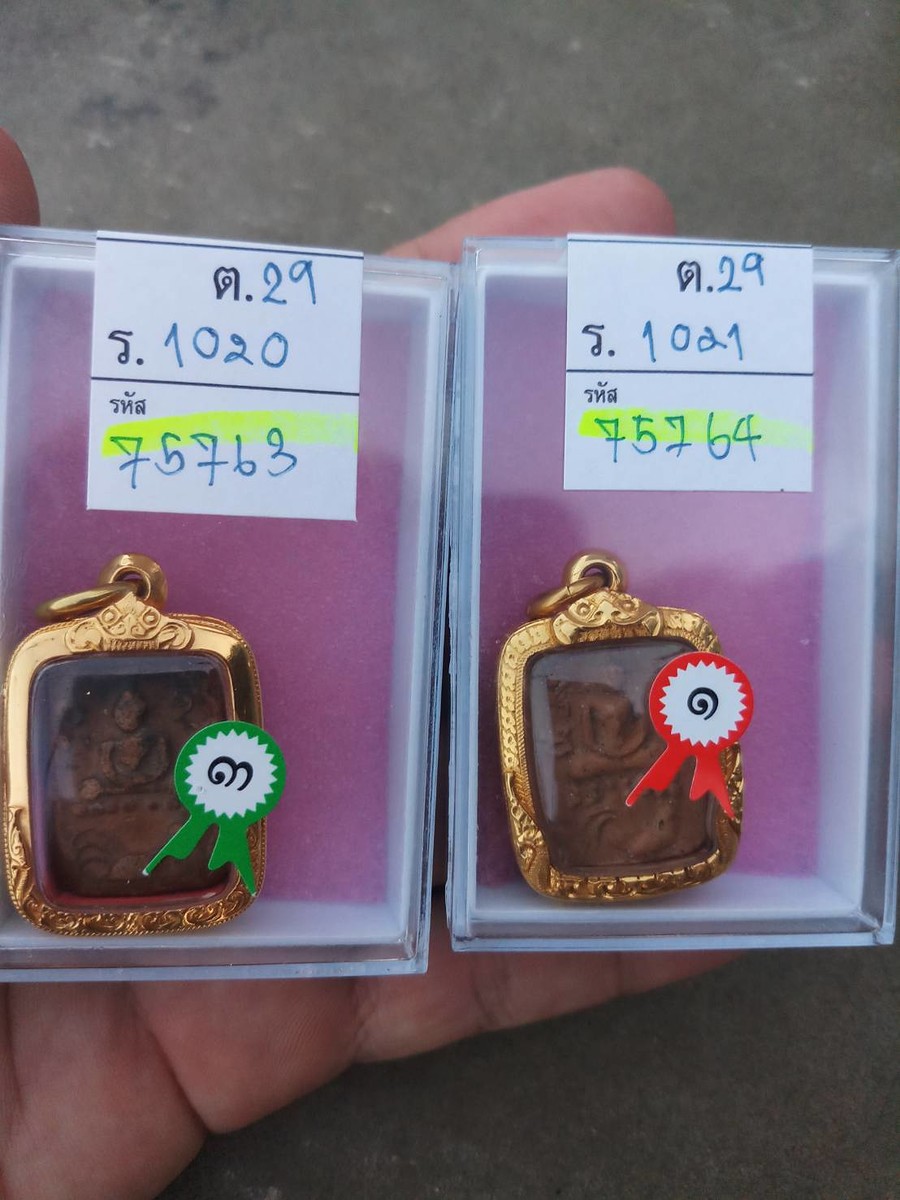 ต.29
ร. 1020
รหัส
75763
๓
ต.29
ร. 1021
รหัส
75764
๑